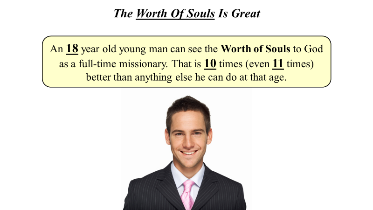 The Worth Of Souls Is Great
An 18 year old young man can see the Worth of Souls to God
as a full-time missionary. That is 10 times (even 11 times)
better than anything else he can do at that age.